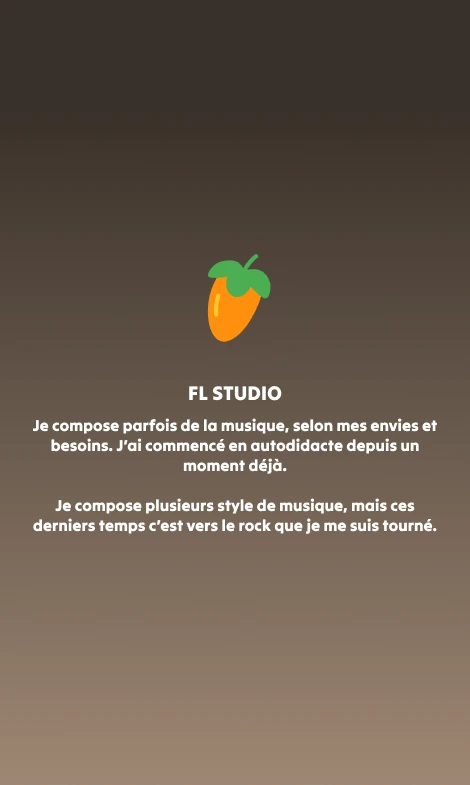 FL STUDIO
Je compose parfois de la musique, selon mes envies et
besoins. J'ai commencé en autodidacte depuis un
moment déjà.
Je compose plusieurs style de musique, mais ces
derniers temps c'est vers le rock que je me suis tourné.